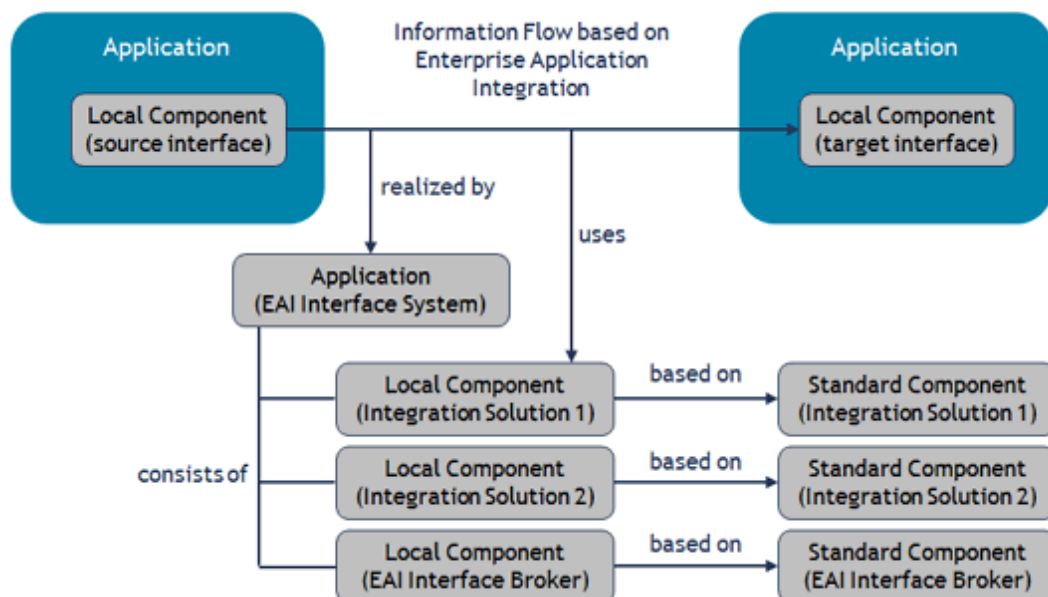 Application
Information Flow based on
Enterprise Application
Integration
Application
Local Component
(source interface)
Local Component
(target interface)
realized by
uses
Application
(EAI Interface System)
Local Component
(Integration Solution 1)
based on
Standard Component
(Integration Solution 1)
consists of
Local Component
(Integration Solution 2)
based on
Standard Component
(Integration Solution 2)
Local Component
(EAI Interface Broker)
based on
Standard Component
(EAI Interface Broker)